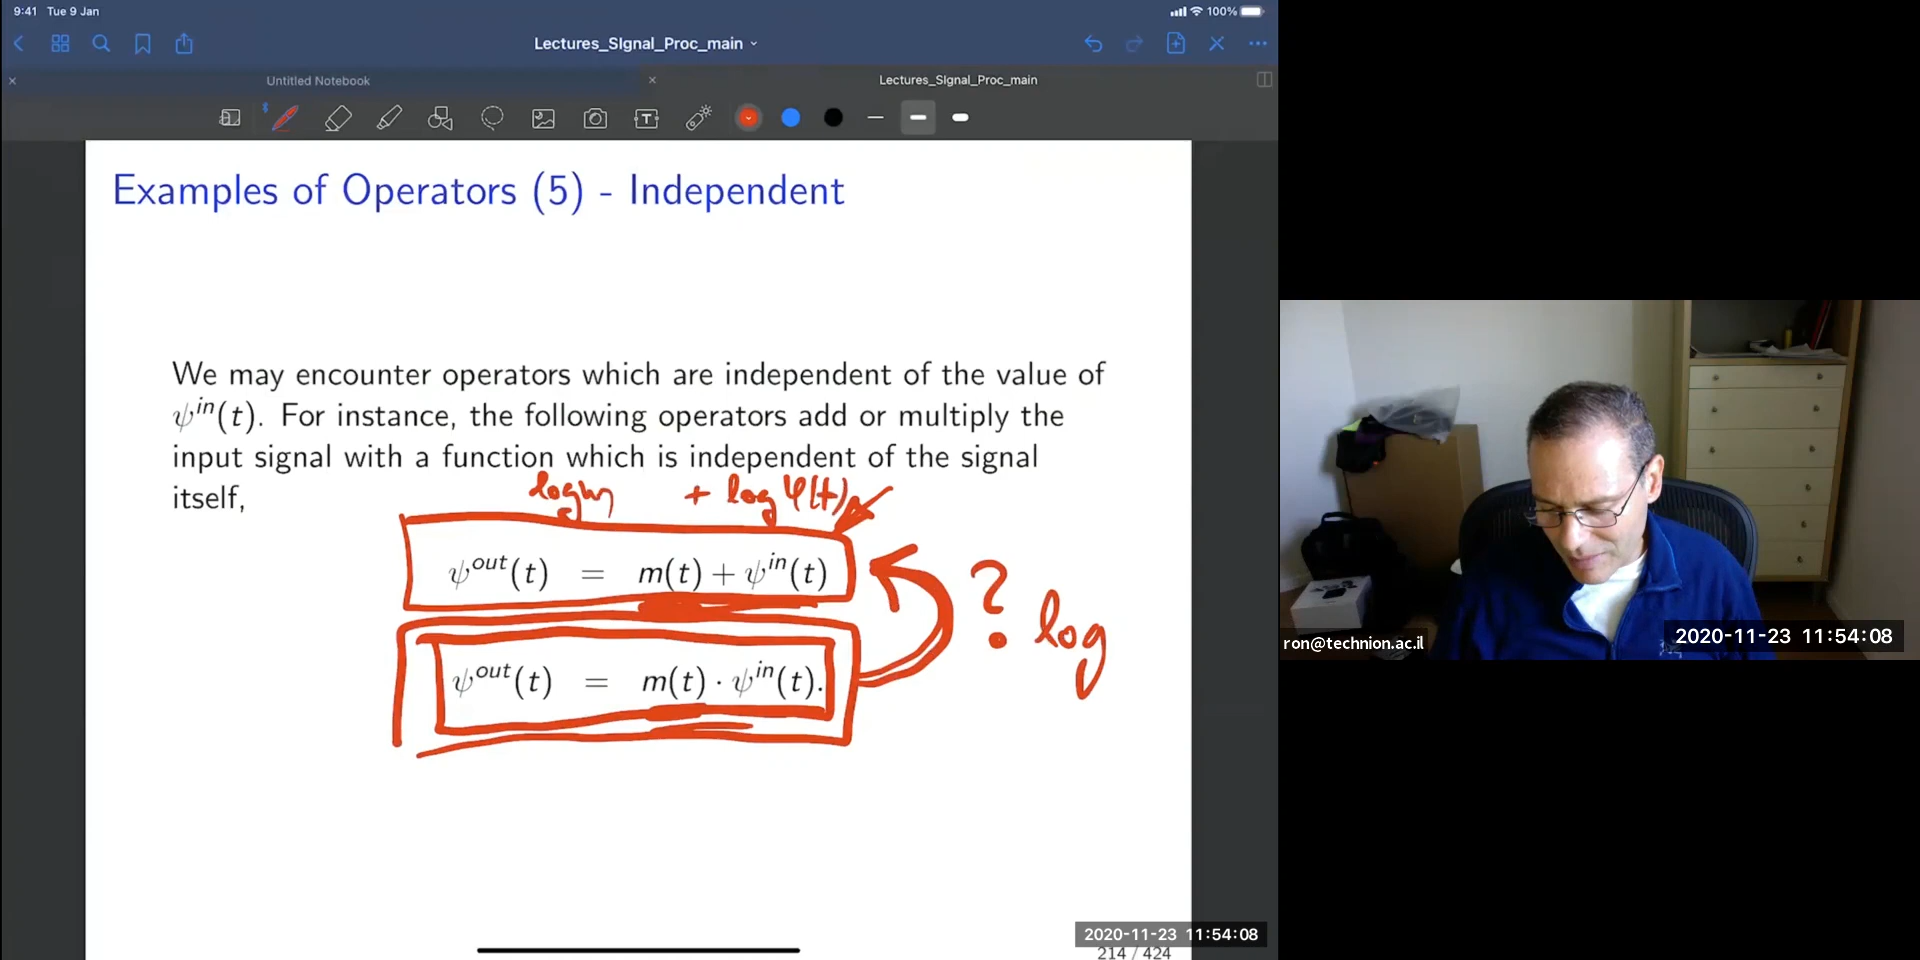 9:41 Tue 9 Jan
100%
Lectures_SIgnal_Proc_main
Untitled Notebook
Lectures_SIgnal_Proc_main
Examples of Operators (5) - Independent
We may encounter operators which are independent of the value of
ψ^in(t). For instance, the following operators add or multiply the
input signal with a function which is independent of the signal
itself,
log m + log φ(t)
ψ^out(t) = m(t) + ψ^in(t)
? log
ψ^out(t) = m(t) · ψ^in(t).
2020-11-23 11:54:08
214 / 424
ron@technion.ac.il
2020-11-23 11:54:08